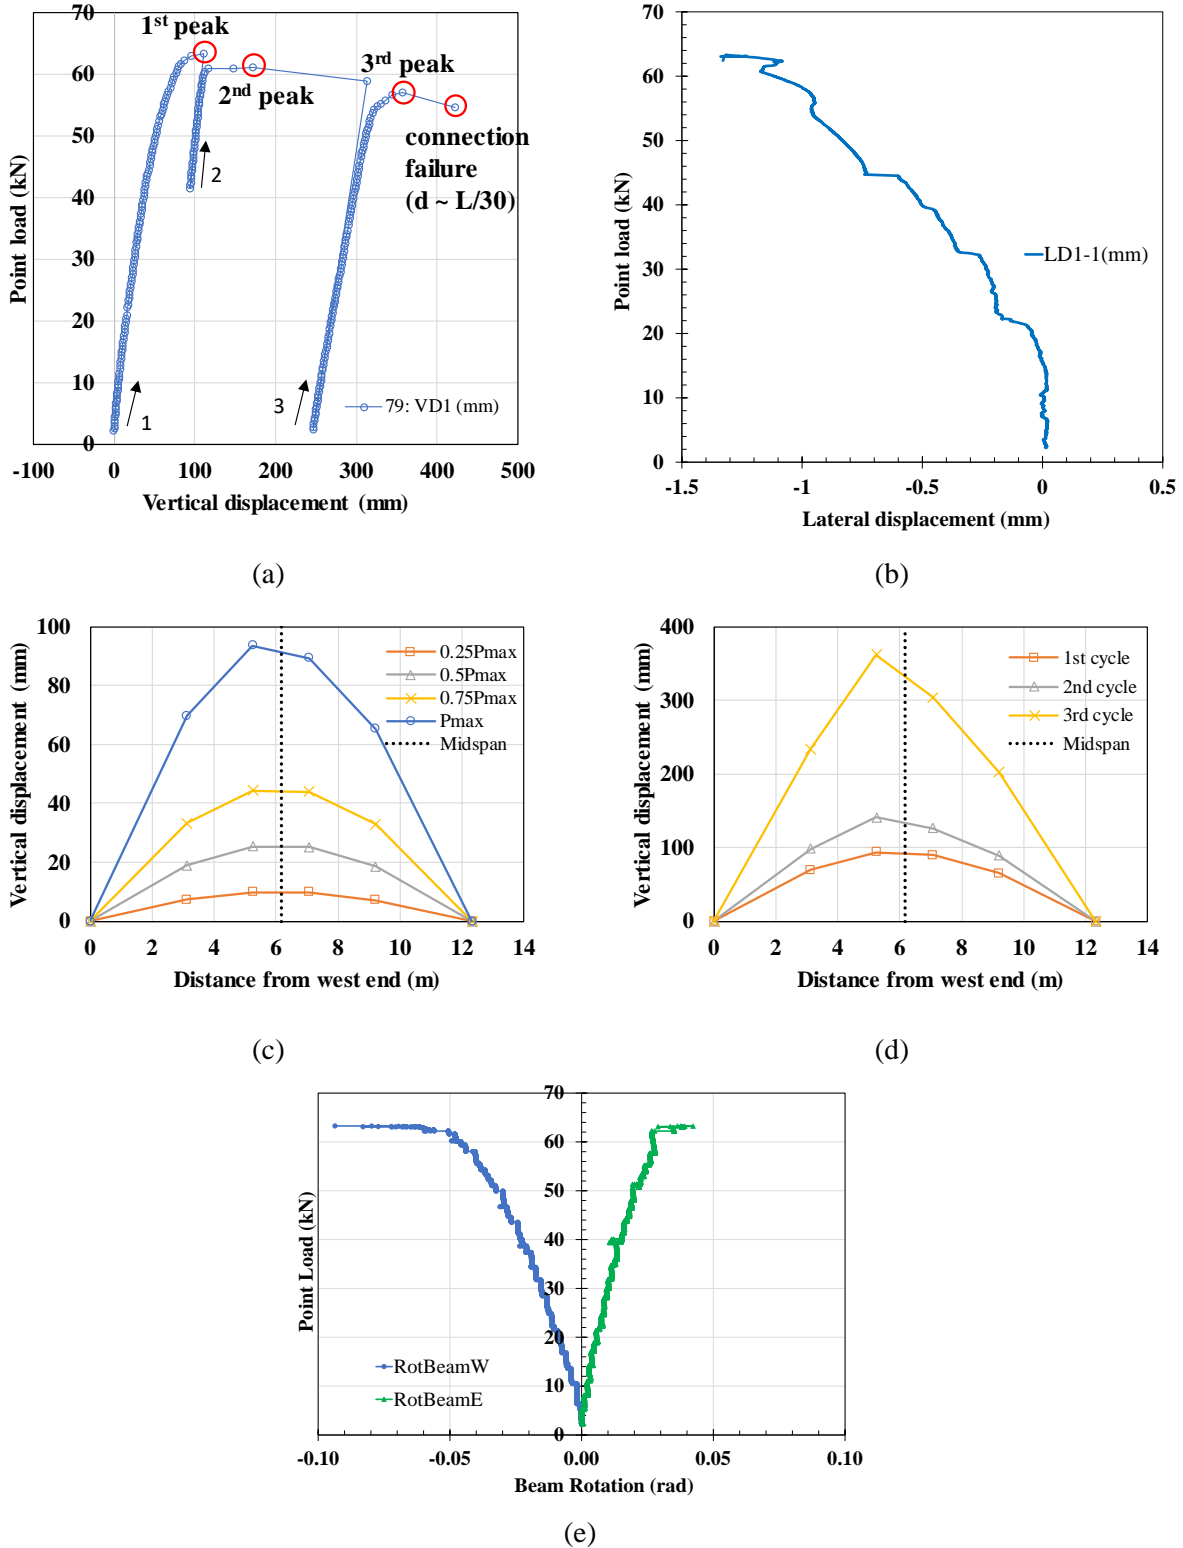 70
60
50
40
30
20
10
0
Point load (kN)
1st peak
2nd peak
3rd peak
connection
failure
(d ~ L/30)
1
2
3
79: VD1 (mm)
-100
0
100
200
300
400
500
Vertical displacement (mm)
(a)
70
60
50
40
30
20
10
0
Point load (kN)
LD1-1(mm)
-1.5
-1
-0.5
0
0.5
Lateral displacement (mm)
(b)
100
80
60
40
20
0
Vertical displacement (mm)
0.25Pmax
0.5Pmax
0.75Pmax
Pmax
Midspan
0
2
4
6
8
10
12
14
Distance from west end (m)
(c)
400
300
200
100
0
Vertical displacement (mm)
1st cycle
2nd cycle
3rd cycle
Midspan
0
2
4
6
8
10
12
14
Distance from west end (m)
(d)
70
60
50
40
30
20
10
0
Point Load (kN)
RotBeamW
RotBeamE
-0.10
-0.05
0.00
0.05
0.10
Beam Rotation (rad)
(e)